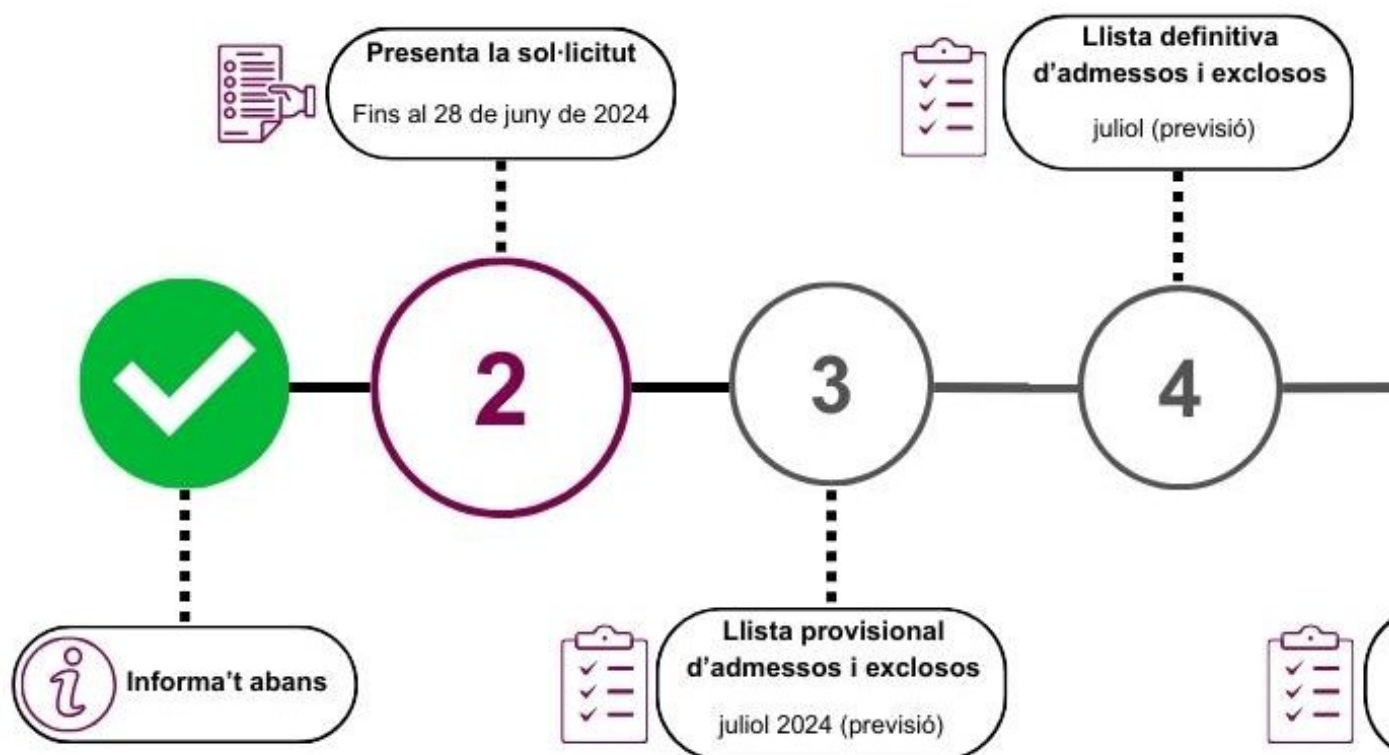 Presenta la sol·licitut
Fins al 28 de juny de 2024
Llista definitiva
d'admessos i exclosos
juliol (previsió)
2
3
4
i
Informa't abans
Llista provisional
d'admessos i exclosos
juliol 2024 (previsió)